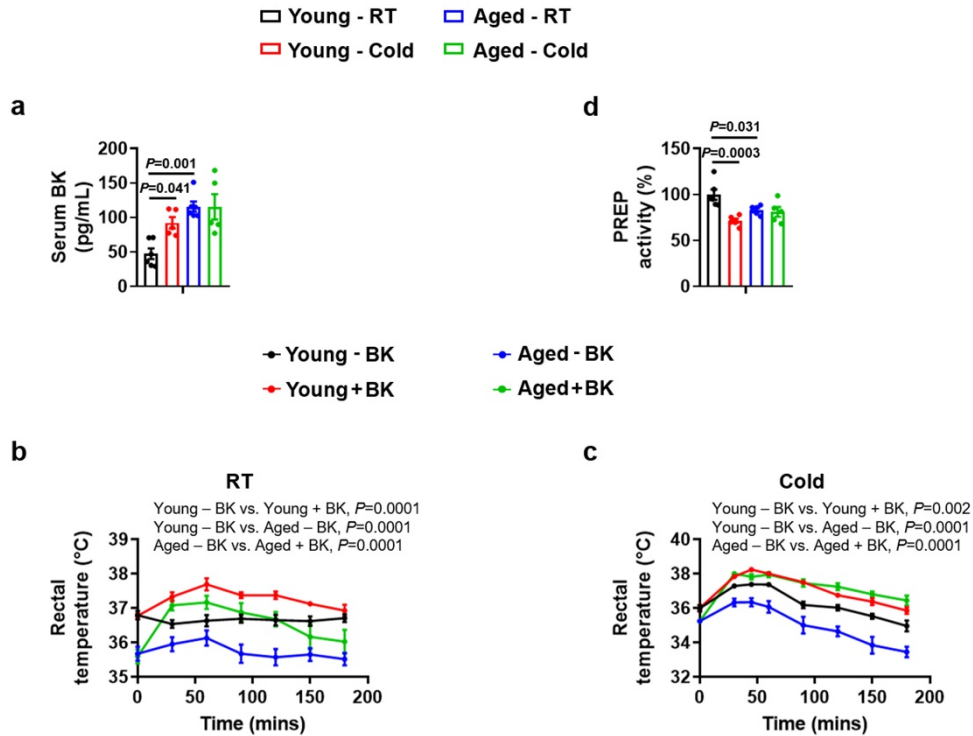 Young - RT Aged - RT
Young - Cold Aged - Cold
a
P=0.001
P=0.041
Serum BK
(pg/mL)
200
150
100
50
0
d
P=0.031
P=0.0003
PREP
activity (%)
150
100
50
0
Young - BK Aged - BK
Young + BK Aged + BK
b
RT
Young – BK vs. Young + BK, P=0.0001
Young – BK vs. Aged – BK, P=0.0001
Aged – BK vs. Aged + BK, P=0.0001
Rectal
temperature (°C)
39
38
37
36
35
0 50 100 150 200
Time (mins)
c
Cold
Young – BK vs. Young + BK, P=0.002
Young – BK vs. Aged – BK, P=0.0001
Aged – BK vs. Aged + BK, P=0.0001
Rectal
temperature (°C)
40
38
36
34
32
0 50 100 150 200
Time (mins)